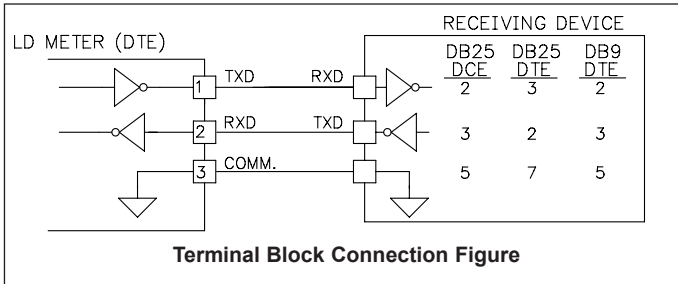 RECEIVING DEVICE
LD METER (DTE)
DB25 DB25 DB9
DCE DTE DTE
1 TXD RXD 2 3 2
2 RXD TXD 3 2 3
3 COMM. 5 7 5
Terminal Block Connection Figure